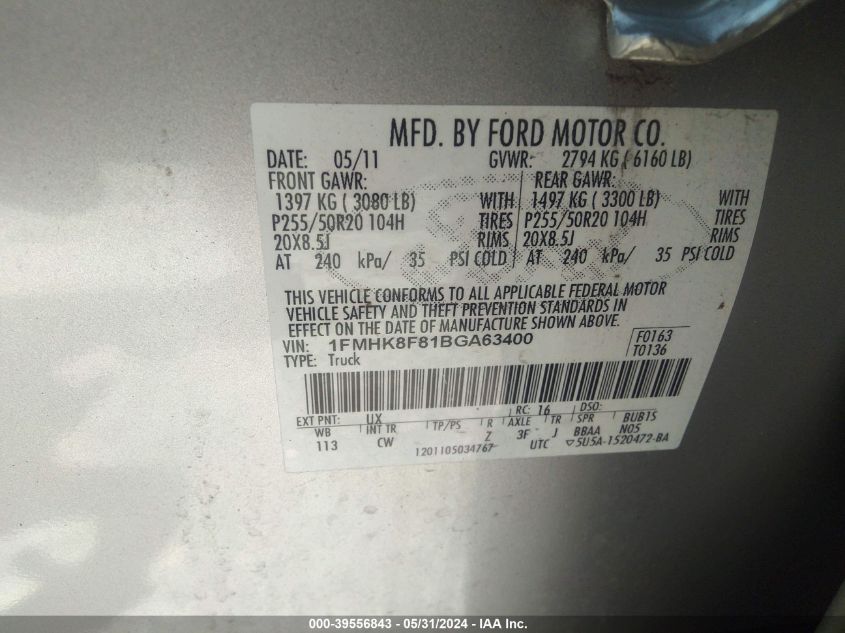 MFD. BY FORD MOTOR CO.
DATE: 05/11 GVWR: 2794 KG ( 6160 LB)
FRONT GAWR: REAR GAWR:
1397 KG ( 3080 LB) WITH 1497 KG ( 3300 LB) WITH
P255/50R20 104H TIRES P255/50R20 104H TIRES
20X8.5J RIMS 20X8.5J RIMS
AT 240 kPa/ 35 PSI COLD AT 240 kPa/ 35 PSI COLD
THIS VEHICLE CONFORMS TO ALL APPLICABLE FEDERAL MOTOR
VEHICLE SAFETY AND THEFT PREVENTION STANDARDS IN
EFFECT ON THE DATE OF MANUFACTURE SHOWN ABOVE.
VIN: 1FMHK8F81BGA63400 F0163
TYPE: Truck T0136
RC: 16 DSO:
EXT PNT: UX
WB INT TR TP/PS R AXLE TR SPR BUB15
113 CW Z 3F J BBAA N05
1201105034767 UTC ▽5U5A-1520472-BA
000-39556843 - 05/31/2024 - IAA Inc.